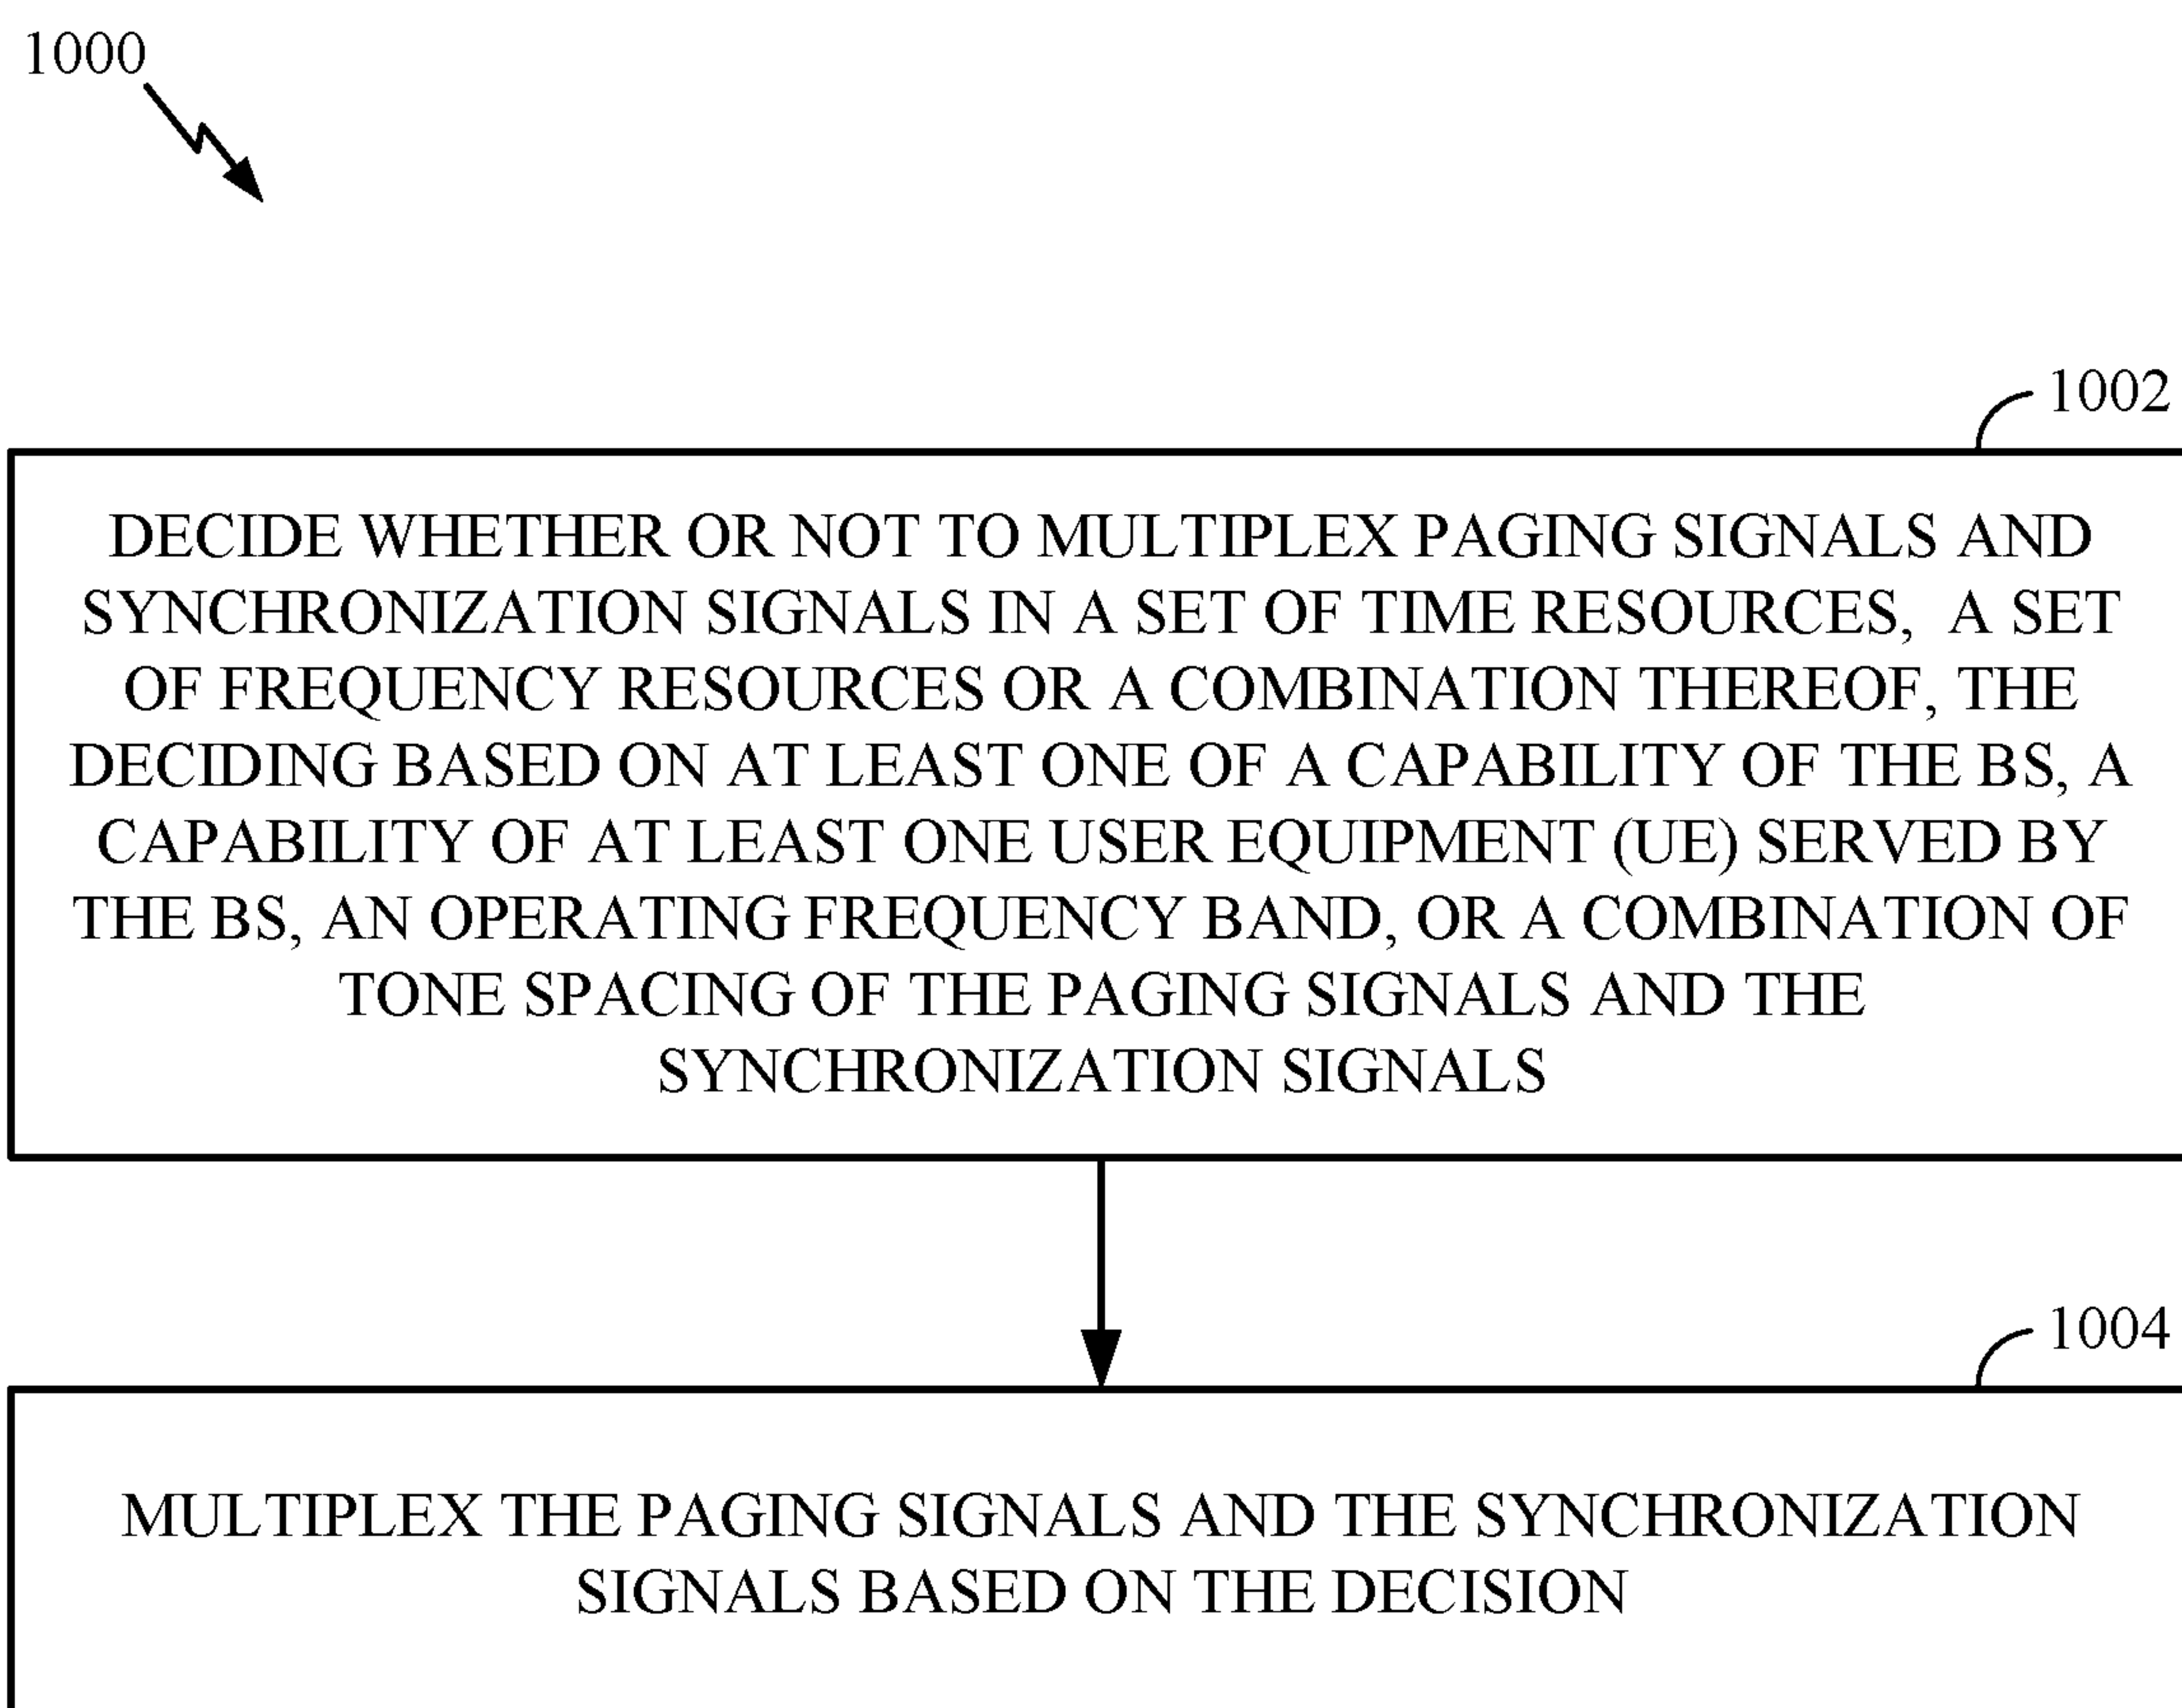 1000
1002
DECIDE WHETHER OR NOT TO MULTIPLEX PAGING SIGNALS AND
SYNCHRONIZATION SIGNALS IN A SET OF TIME RESOURCES, A SET
OF FREQUENCY RESOURCES OR A COMBINATION THEREOF, THE
DECIDING BASED ON AT LEAST ONE OF A CAPABILITY OF THE BS, A
CAPABILITY OF AT LEAST ONE USER EQUIPMENT (UE) SERVED BY
THE BS, AN OPERATING FREQUENCY BAND, OR A COMBINATION OF
TONE SPACING OF THE PAGING SIGNALS AND THE
SYNCHRONIZATION SIGNALS
1004
MULTIPLEX THE PAGING SIGNALS AND THE SYNCHRONIZATION
SIGNALS BASED ON THE DECISION